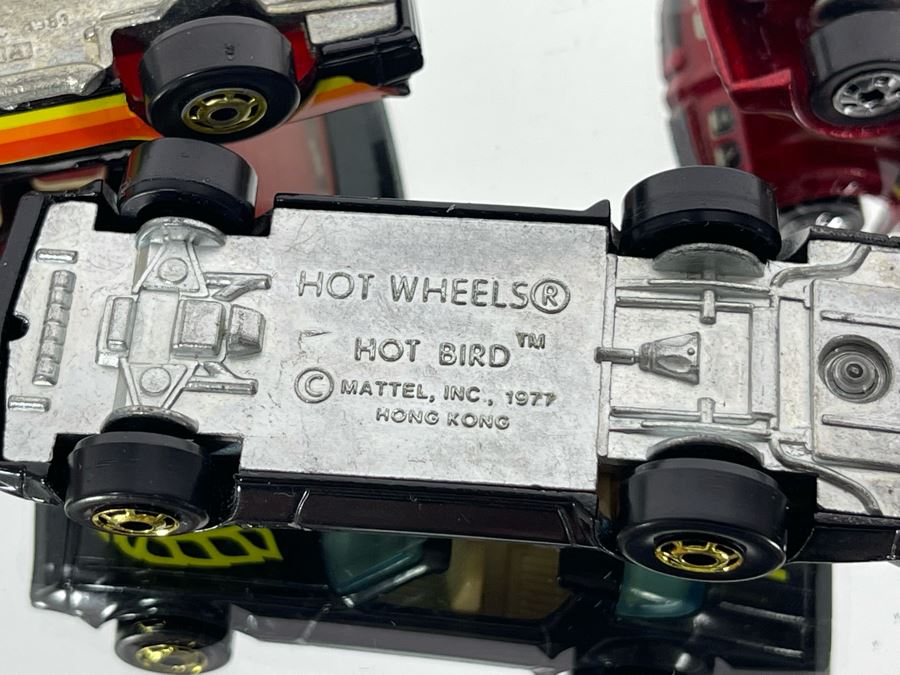 HOT WHEELS®
HOT BIRD™
© MATTEL, INC., 1977
HONG KONG